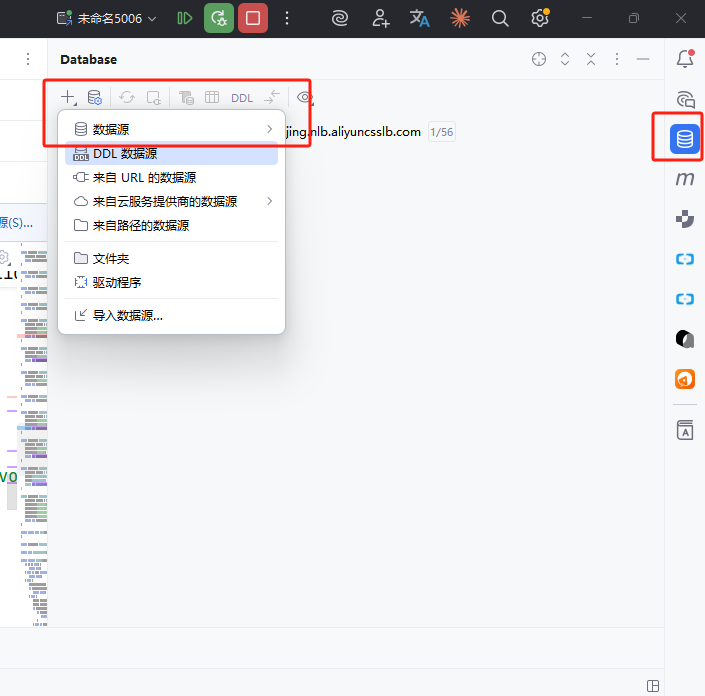 未命名5006
Database
DDL
数据源
jing.nlb.aliyuncsslb.com 1/56
DDL 数据源
来自 URL 的数据源
来自云服务提供商的数据源
来自路径的数据源
源(S)...
文件夹
驱动程序
导入数据源...